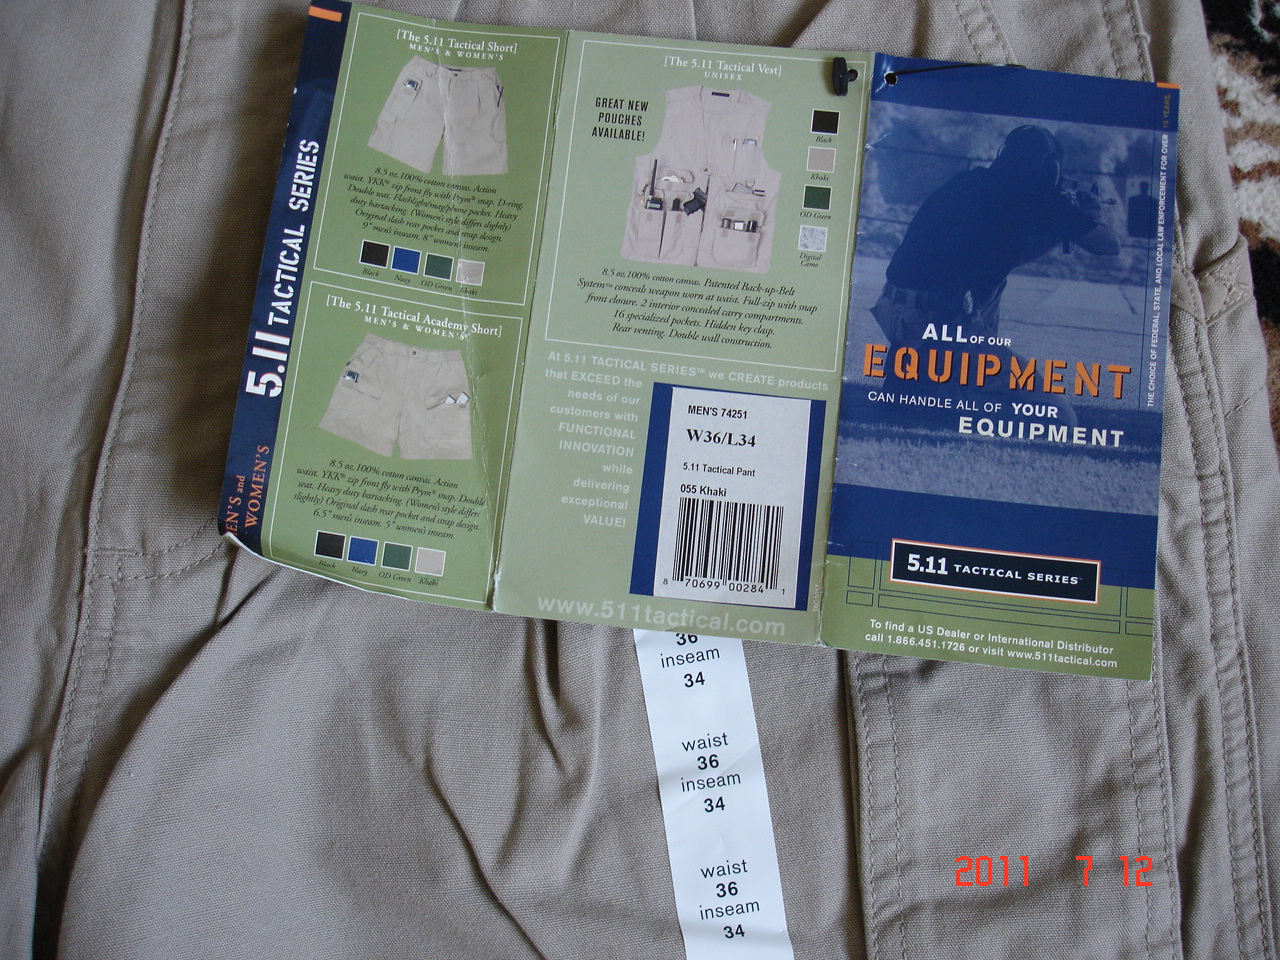 5.11 TACTICAL SERIES
EN'S and
WOMEN'S
[The 5.11 Tactical Short]
MEN'S & WOMEN'S
8.5 oz. 100% cotton canvas. Action
waist. YKK® zip front fly with Prym® snap. D-ring.
Double seat. Flashlight/mag/phone pocket. Heavy
duty bartacking. (Women's style differs slightly)
Original slash rear pocket and strap design.
9" men's inseam. 8" women's inseam.
Black
Navy
OD Green
Khaki
[The 5.11 Tactical Academy Short]
MEN'S & WOMEN'S
8.5 oz. 100% cotton canvas. Action
waist. YKK® zip front fly with Prym® snap. Double
seat. Heavy duty bartacking. (Women's style differs
slightly) Original slash rear pocket and strap design.
6.5" men's inseam. 5" women's inseam.
Black
Navy
OD Green
Khaki
[The 5.11 Tactical Vest]
UNISEX
GREAT NEW
POUCHES
AVAILABLE!
Black
Khaki
OD Green
Digital
Camo
8.5 oz. 100% cotton canvas. Patented Back-up-Belt
System™ conceals weapon worn at waist. Full-zip with snap
front closure. 2 interior concealed carry compartments.
16 specialized pockets. Hidden key clasp.
Rear venting. Double wall construction.
At 5.11 TACTICAL SERIES™ we CREATE products
that EXCEED the
needs of our
customers with
FUNCTIONAL
INNOVATION
while
delivering
exceptional
VALUE!
MEN'S 74251
W36/L34
5.11 Tactical Pant
055 Khaki
8 70699 00284 1
www.511tactical.com
ALL OF OUR
EQUIPMENT
CAN HANDLE ALL OF YOUR
EQUIPMENT
THE CHOICE OF FEDERAL, STATE, AND LOCAL LAW ENFORCEMENT FOR OVER 15 YEARS.
5.11 TACTICAL SERIES™
To find a US Dealer or International Distributor
call 1.866.451.1726 or visit www.511tactical.com
36
inseam
34
waist
36
inseam
34
waist
36
inseam
34
2011 7 12